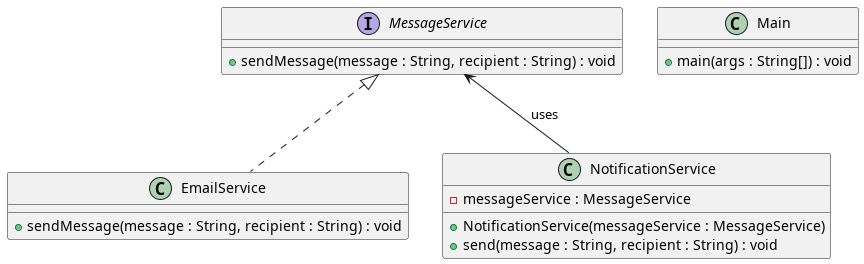 I MessageService
sendMessage(message : String, recipient : String) : void
C Main
main(args : String[]) : void
uses
C EmailService
sendMessage(message : String, recipient : String) : void
C NotificationService
messageService : MessageService
NotificationService(messageService : MessageService)
send(message : String, recipient : String) : void